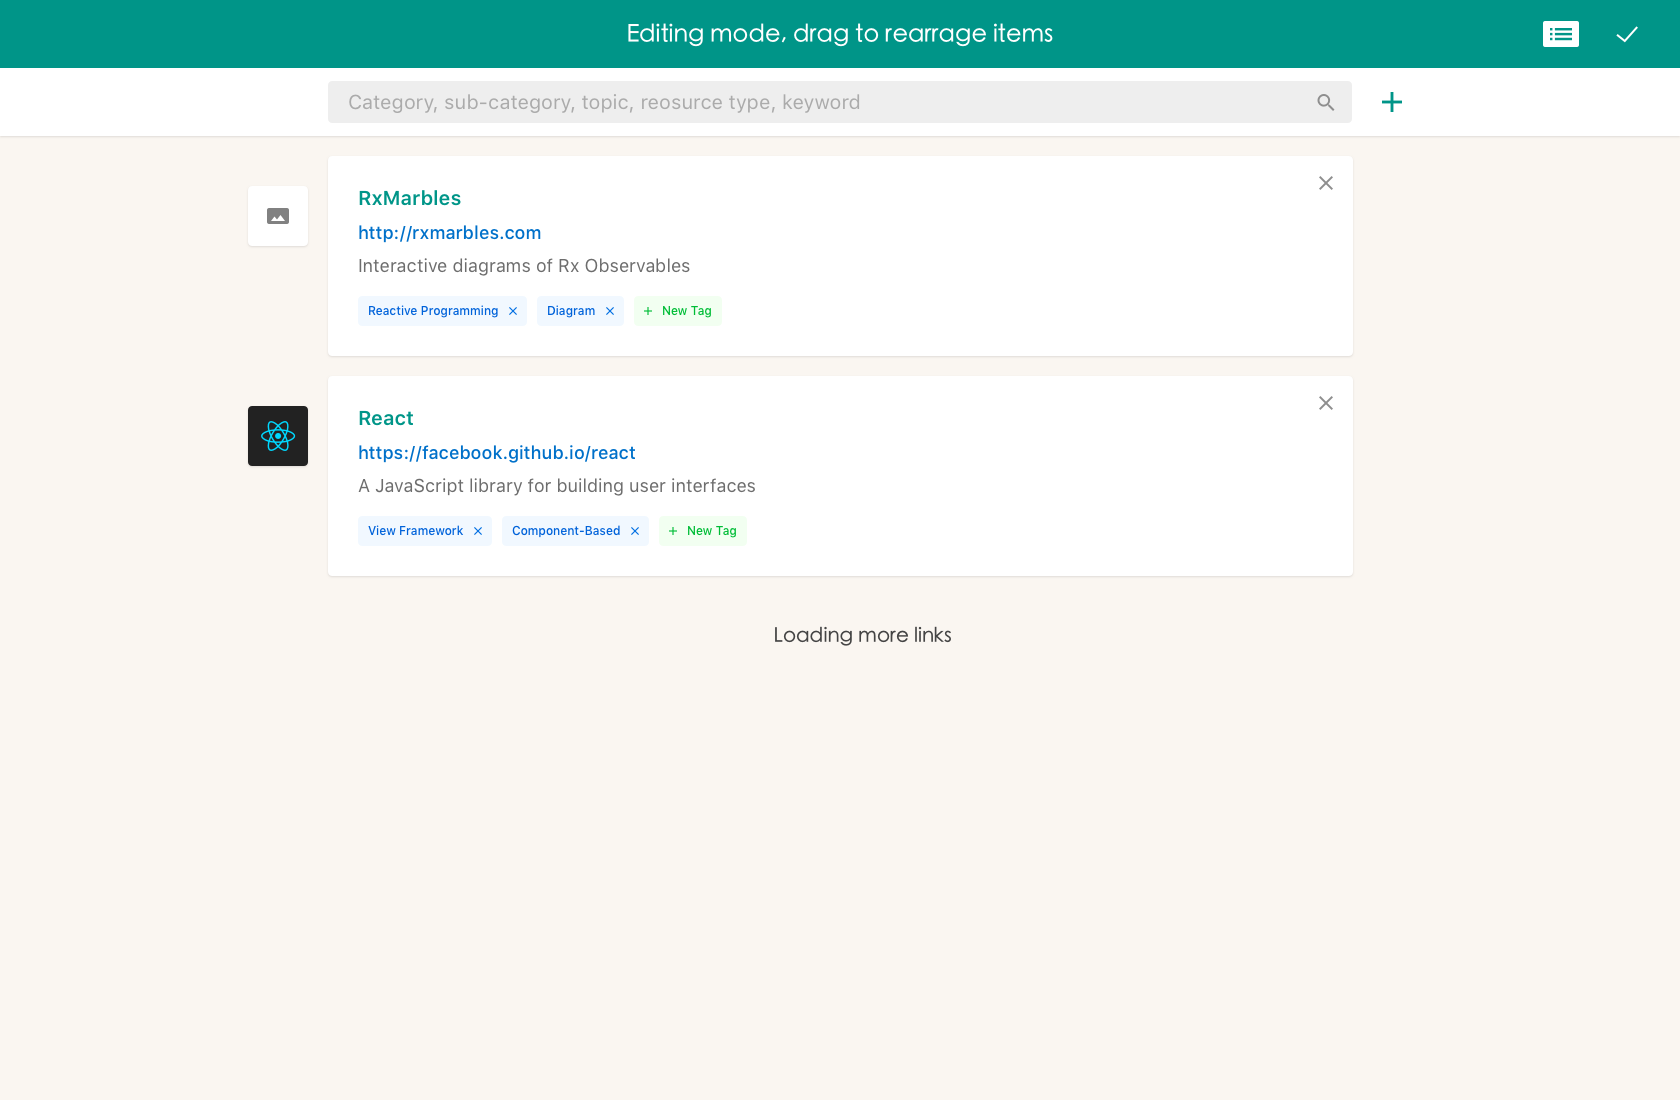 Editing mode, drag to rearrage items
Category, sub-category, topic, reosurce type, keyword
RxMarbles
http://rxmarbles.com
Interactive diagrams of Rx Observables
Reactive Programming × Diagram × + New Tag
React
https://facebook.github.io/react
A JavaScript library for building user interfaces
View Framework × Component-Based × + New Tag
Loading more links